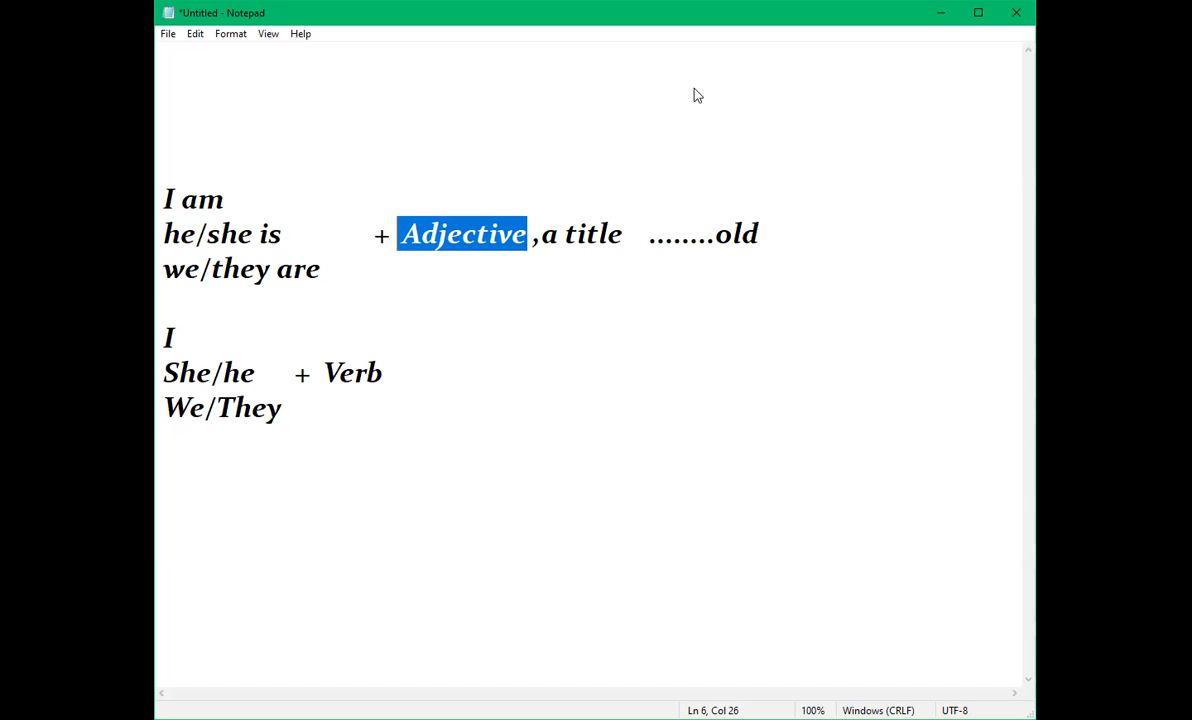 *Untitled - Notepad
File Edit Format View Help
I am
he/she is + Adjective ,a title ........old
we/they are
I
She/he + Verb
We/They
Ln 6, Col 26 100% Windows (CRLF) UTF-8